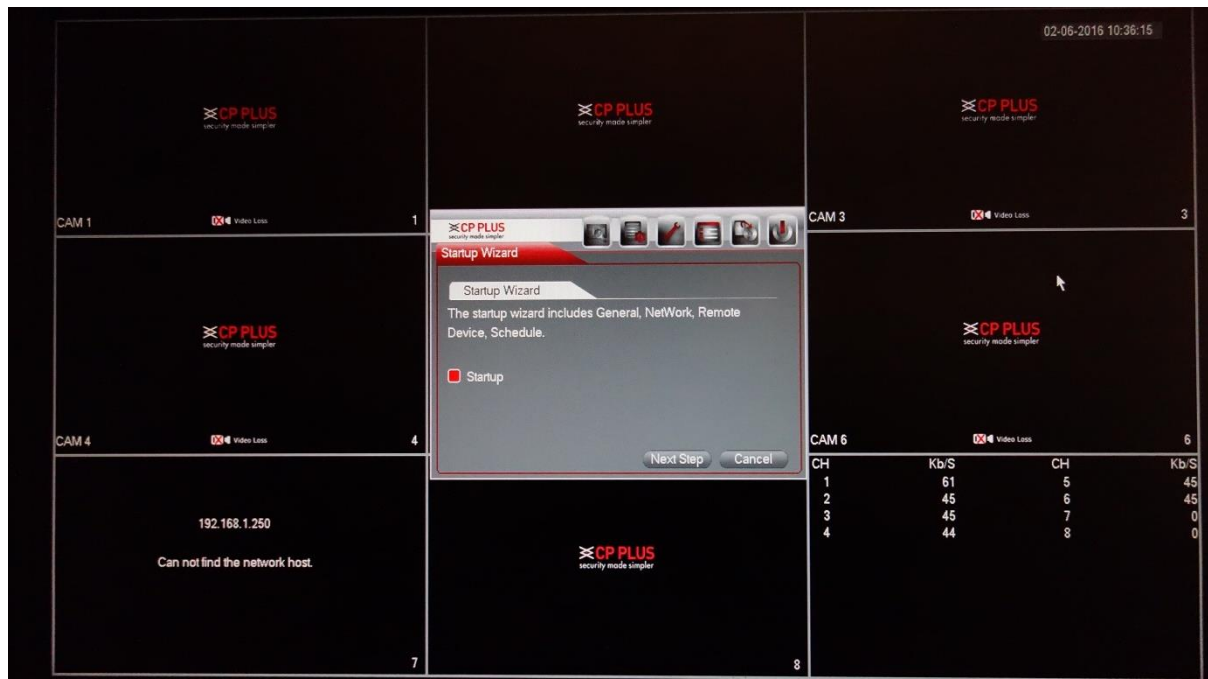 02-06-2016 10:36:15
CP PLUS
security made simpler
CP PLUS
security made simpler
CP PLUS
security made simpler
CAM 1
Video Loss
1
CAM 3
Video Loss
3
CP PLUS
security made simpler
Startup Wizard
Startup Wizard
The startup wizard includes General, NetWork, Remote
Device, Schedule.
Startup
Next Step Cancel
CP PLUS
security made simpler
CAM 4
Video Loss
4
CP PLUS
security made simpler
CAM 6
Video Loss
6
192.168.1.250
Can not find the network host.
7
CP PLUS
security made simpler
8
CH Kb/S CH Kb/S
1 61 5 45
2 45 6 45
3 45 7 0
4 44 8 0